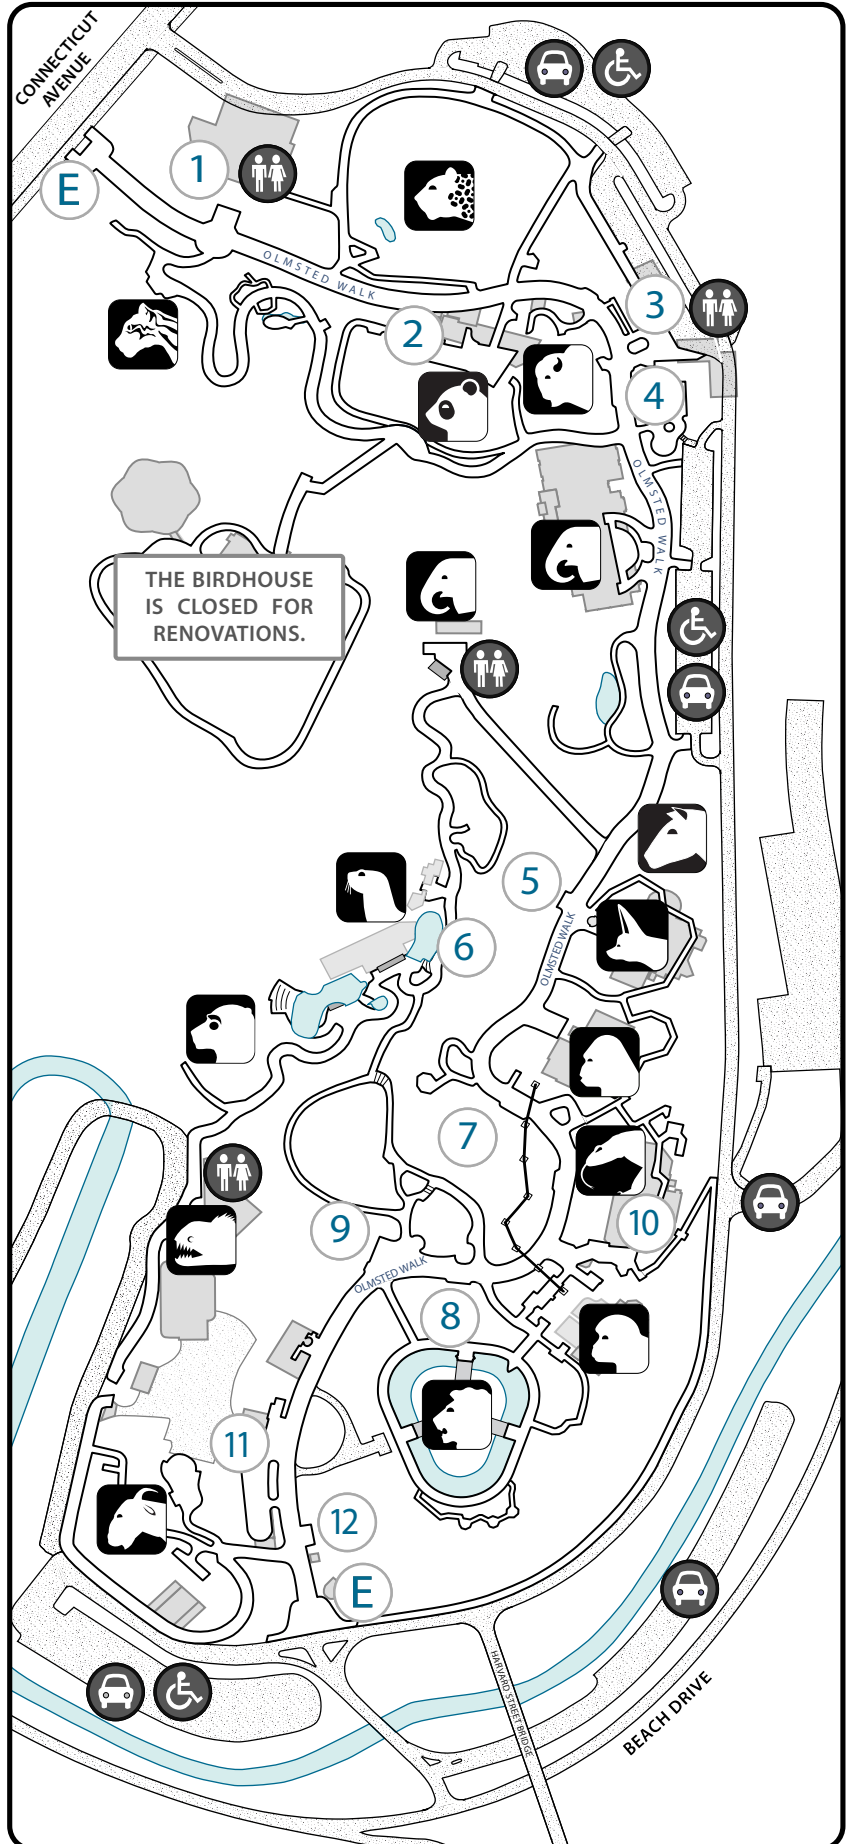 CONNECTICUT
AVENUE
E
1
OLMSTED WALK
2
3
4
OLMSTED WALK
THE BIRDHOUSE
IS CLOSED FOR
RENOVATIONS.
5
OLMSTED WALK
6
7
9
10
OLMSTED WALK
8
11
12
E
HARVARD STREET BRIDGE
BEACH DRIVE